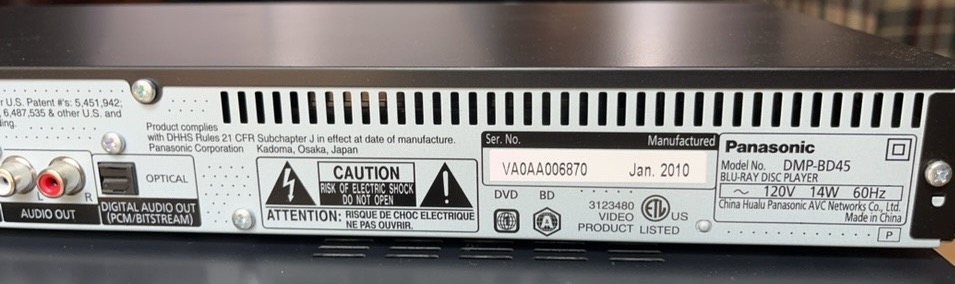 r U.S. Patent #'s: 5,451,942;
6,487,535 & other U.S. and
ing.
Product complies
with DHHS Rules 21 CFR Subchapter J in effect at date of manufacture.
Panasonic Corporation Kadoma, Osaka, Japan
L
R
AUDIO OUT
OPTICAL
DIGITAL AUDIO OUT
(PCM/BITSTREAM)
CAUTION
RISK OF ELECTRIC SHOCK
DO NOT OPEN
ATTENTION: RISQUE DE CHOC ELECTRIQUE
NE PAS OUVRIR.
Ser. No. Manufactured
VA0AA006870 Jan. 2010
DVD BD
1
A
3123480
VIDEO
PRODUCT
ETL
US
LISTED
Panasonic
Model No. DMP-BD45
BLU-RAY DISC PLAYER
~ 120V 14W 60Hz
China Hualu Panasonic AVC Networks Co., Ltd.
Made in China
P